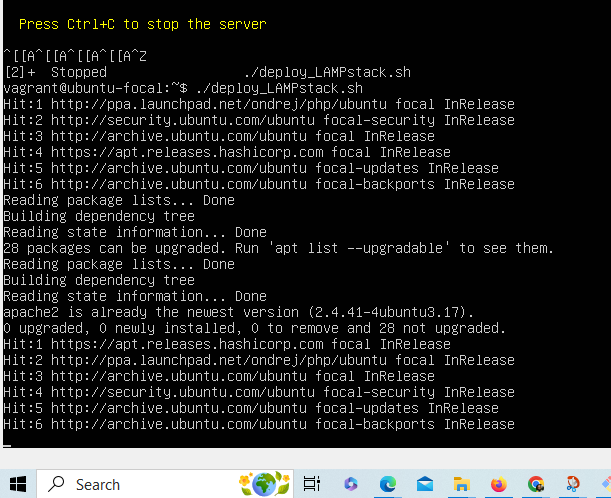 Press Ctrl+C to stop the server
^[[A^[[A^[[A^[[A^Z
[2]+  Stopped                 ./deploy_LAMPstack.sh
vagrant@ubuntu-focal:~$ ./deploy_LAMPstack.sh
Hit:1 http://ppa.launchpad.net/ondrej/php/ubuntu focal InRelease
Hit:2 http://security.ubuntu.com/ubuntu focal-security InRelease
Hit:3 http://archive.ubuntu.com/ubuntu focal InRelease
Hit:4 https://apt.releases.hashicorp.com focal InRelease
Hit:5 http://archive.ubuntu.com/ubuntu focal-updates InRelease
Hit:6 http://archive.ubuntu.com/ubuntu focal-backports InRelease
Reading package lists... Done
Building dependency tree
Reading state information... Done
28 packages can be upgraded. Run 'apt list --upgradable' to see them.
Reading package lists... Done
Building dependency tree
Reading state information... Done
apache2 is already the newest version (2.4.41-4ubuntu3.17).
0 upgraded, 0 newly installed, 0 to remove and 28 not upgraded.
Hit:1 https://apt.releases.hashicorp.com focal InRelease
Hit:2 http://ppa.launchpad.net/ondrej/php/ubuntu focal InRelease
Hit:3 http://archive.ubuntu.com/ubuntu focal InRelease
Hit:4 http://security.ubuntu.com/ubuntu focal-security InRelease
Hit:5 http://archive.ubuntu.com/ubuntu focal-updates InRelease
Hit:6 http://archive.ubuntu.com/ubuntu focal-backports InRelease
Search